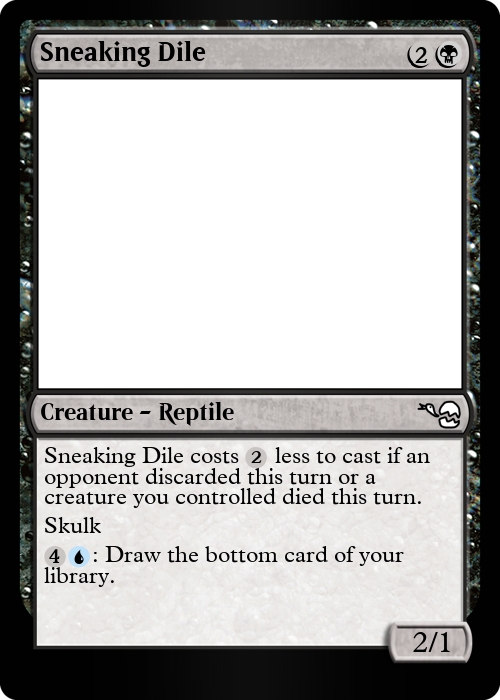 Sneaking Dile 2
Creature – Reptile
Sneaking Dile costs 2 less to cast if an
opponent discarded this turn or a
creature you controlled died this turn.
Skulk
4 : Draw the bottom card of your
library.
2/1